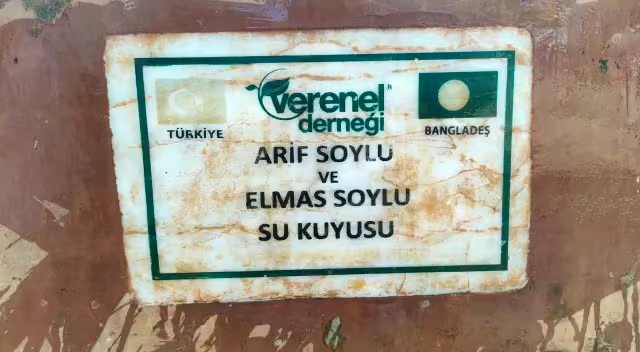 verenel
derneği
TÜRKİYE
BANGLADEŞ
ARİF SOYLU
VE
ELMAS SOYLU
SU KUYUSU